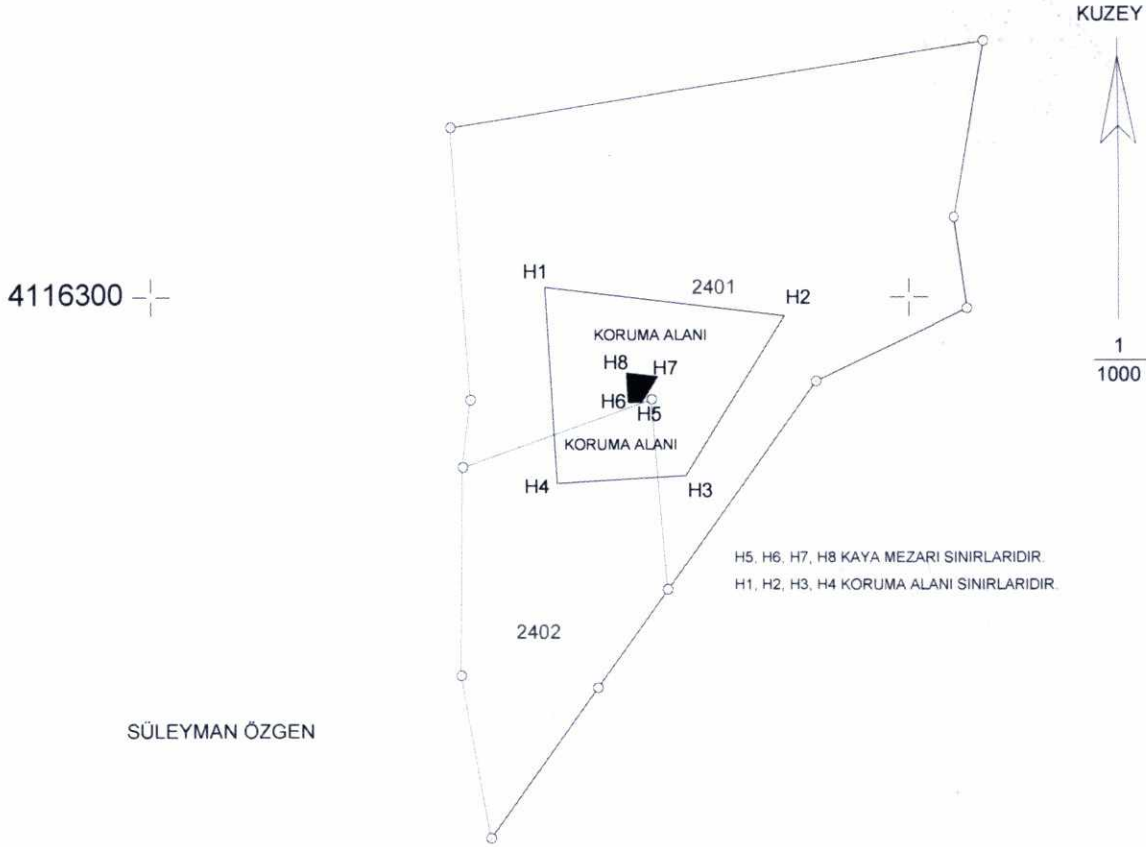 KUZEY
4116300
H1
2401
H2
KORUMA ALANI
1
1000
H8
H7
H6
H5
KORUMA ALANI
H4
H3
H5, H6, H7, H8 KAYA MEZARI SINIRLARIDIR.
H1, H2, H3, H4 KORUMA ALANI SINIRLARIDIR.
2402
SÜLEYMAN ÖZGEN